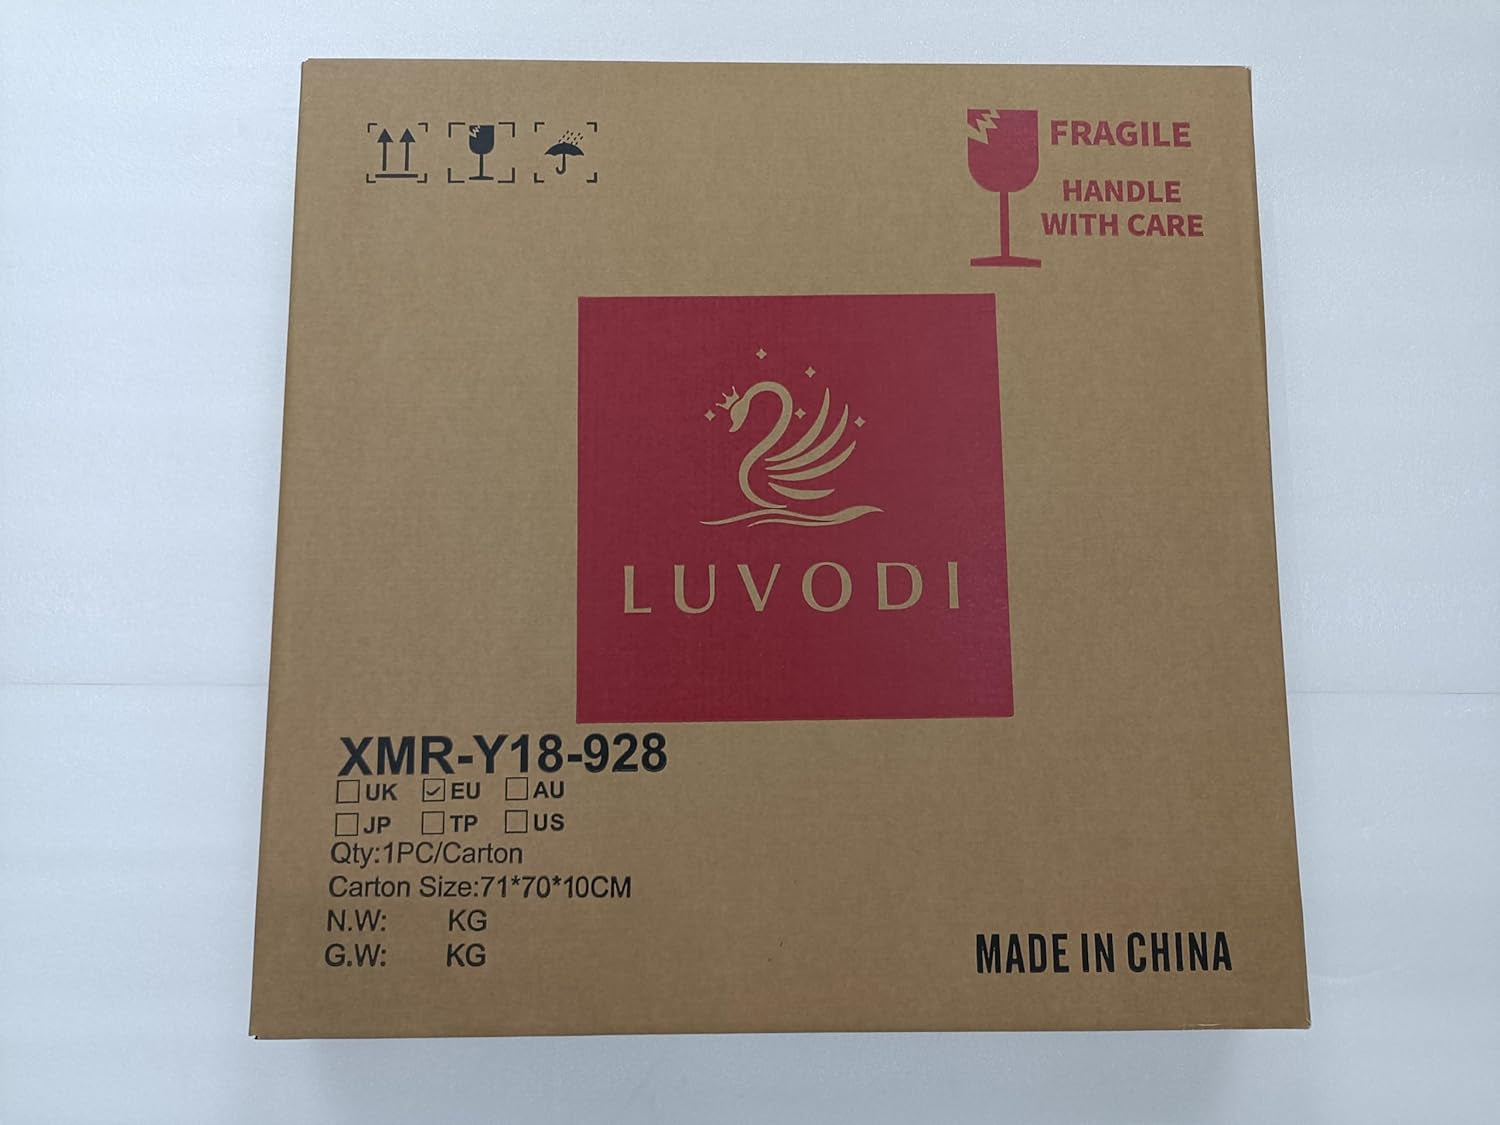 FRAGILE
HANDLE
WITH CARE
LUVODI
XMR-Y18-928
UK EU AU
JP TP US
Qty:1PC/Carton
Carton Size:71*70*10CM
N.W: KG
G.W: KG
MADE IN CHINA